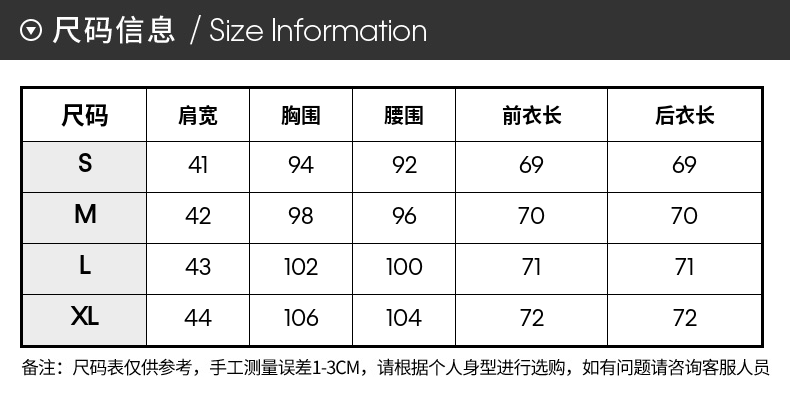 尺码信息 / Size Information
尺码 肩宽 胸围 腰围 前衣长 后衣长
S 41 94 92 69 69
M 42 98 96 70 70
L 43 102 100 71 71
XL 44 106 104 72 72
备注：尺码表仅供参考，手工测量误差1-3CM，请根据个人身型进行选购，如有问题请咨询客服人员